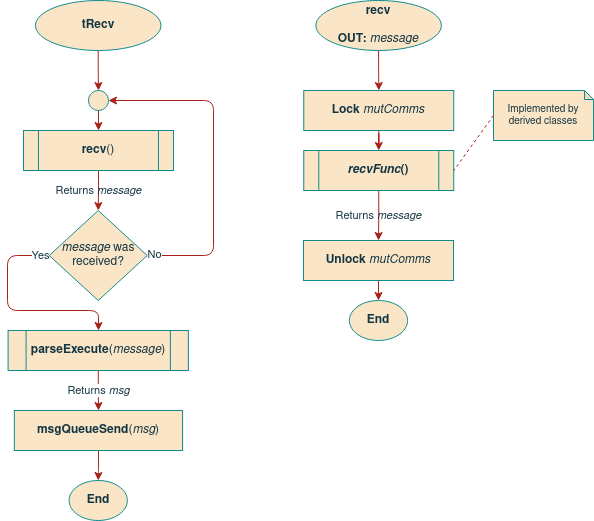 tRecv
recv()
Returns message
message was
received?
Yes
No
parseExecute(message)
Returns msg
msgQueueSend(msg)
End
recv
OUT: message
Lock mutComms
recvFunc()
Implemented by
derived classes
Returns message
Unlock mutComms
End